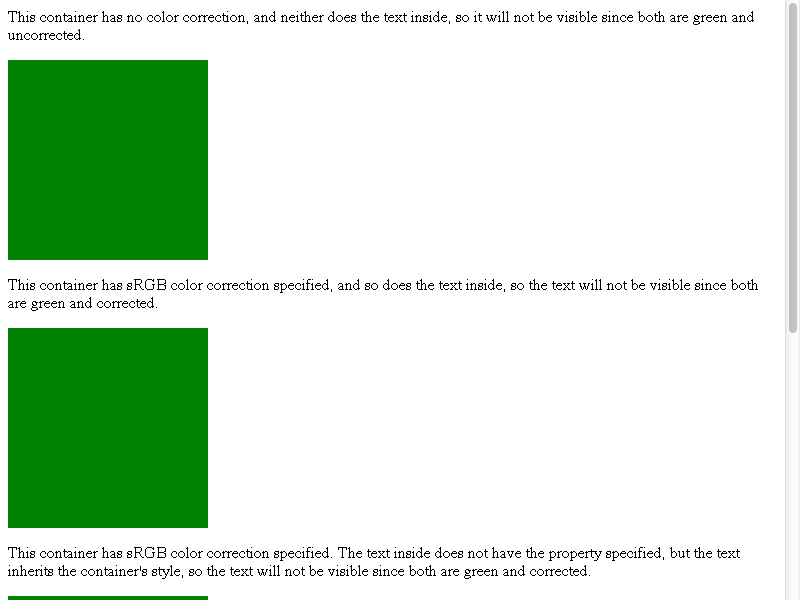 This container has no color correction, and neither does the text inside, so it will not be visible since both are green and
uncorrected.
This container has sRGB color correction specified, and so does the text inside, so the text will not be visible since both
are green and corrected.
This container has sRGB color correction specified. The text inside does not have the property specified, but the text
inherits the container's style, so the text will not be visible since both are green and corrected.